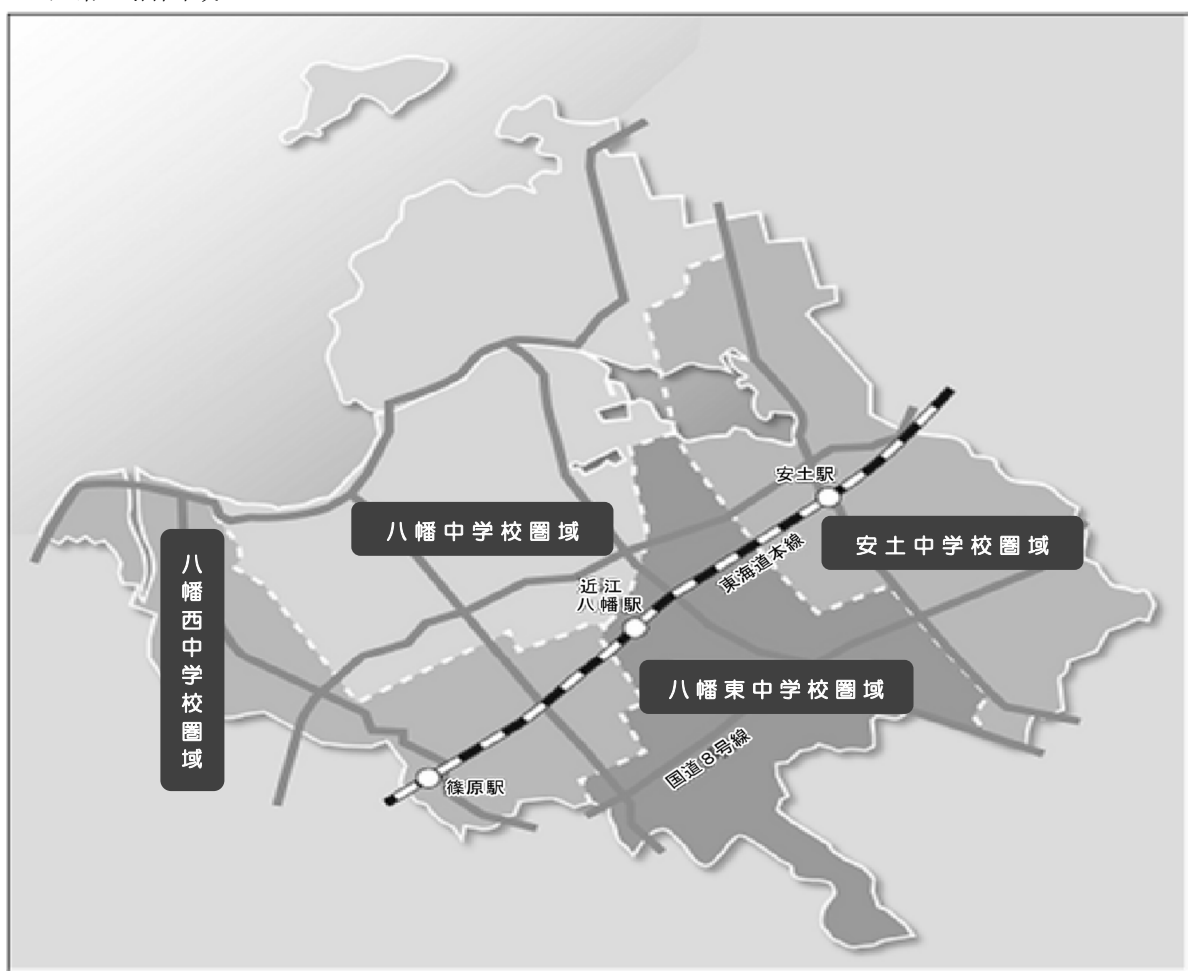 安土駅
八幡中学校圏域
安土中学校圏域
八幡西中学校圏域
東海道本線
近江
八幡駅
八幡東中学校圏域
国道8号線
篠原駅